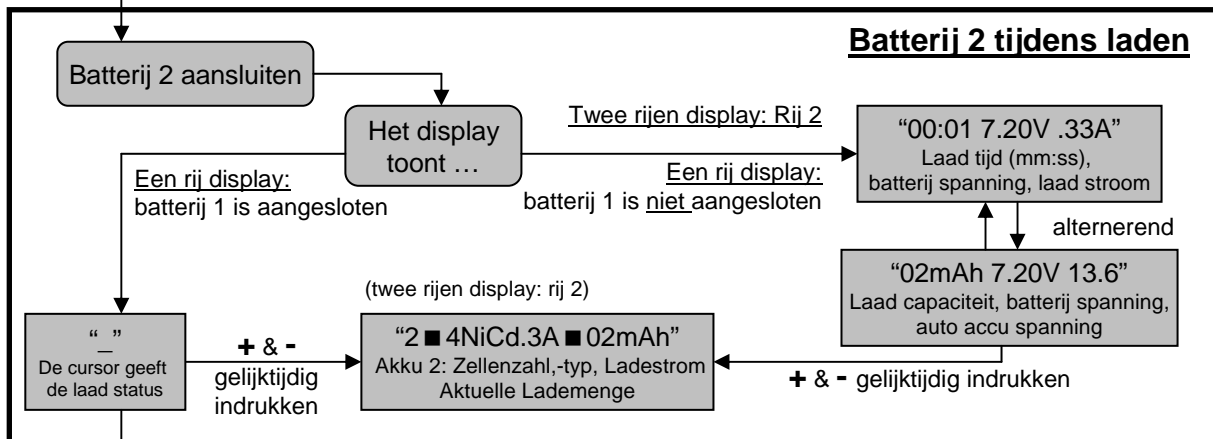 Batterij 2 tijdens laden
Batterij 2 aansluiten
Het display
toont …
Twee rijen display: Rij 2
Een rij display:
batterij 1 is niet aangesloten
Een rij display:
batterij 1 is aangesloten
“00:01 7.20V .33A”
Laad tijd (mm:ss),
batterij spanning, laad stroom
alternerend
“02mAh 7.20V 13.6”
Laad capaciteit, batterij spanning,
auto accu spanning
(twee rijen display: rij 2)
“_”
De cursor geeft
de laad status
+ & -
gelijktijdig
indrukken
“2 ■ 4NiCd.3A ■ 02mAh”
Akku 2: Zellenzahl,-typ, Ladestrom
Aktuelle Lademenge
+ & - gelijktijdig indrukken